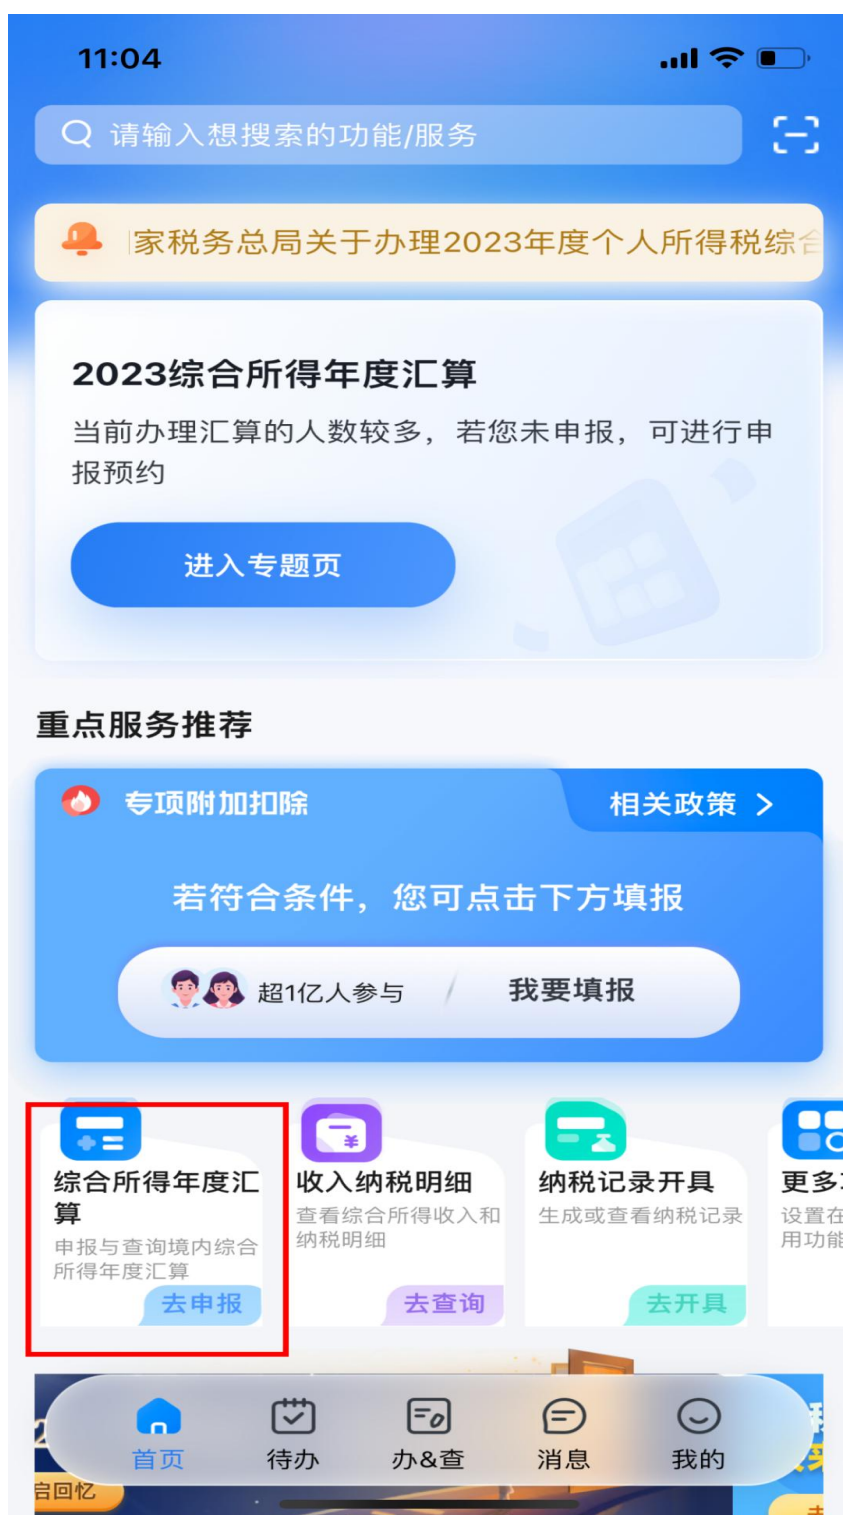 11:04
请输入想搜索的功能/服务
家税务总局关于办理2023年度个人所得税综合
2023综合所得年度汇算
当前办理汇算的人数较多，若您未申报，可进行申
报预约
进入专题页
重点服务推荐
专项附加扣除
相关政策 >
若符合条件，您可点击下方填报
超1亿人参与 / 我要填报
综合所得年度汇
算
申报与查询境内综合
所得年度汇算
去申报
收入纳税明细
查看综合所得收入和
纳税明细
去查询
纳税记录开具
生成或查看纳税记录
去开具
更多
设置在
用功能
启回忆
首页
待办
办&查
消息
我的